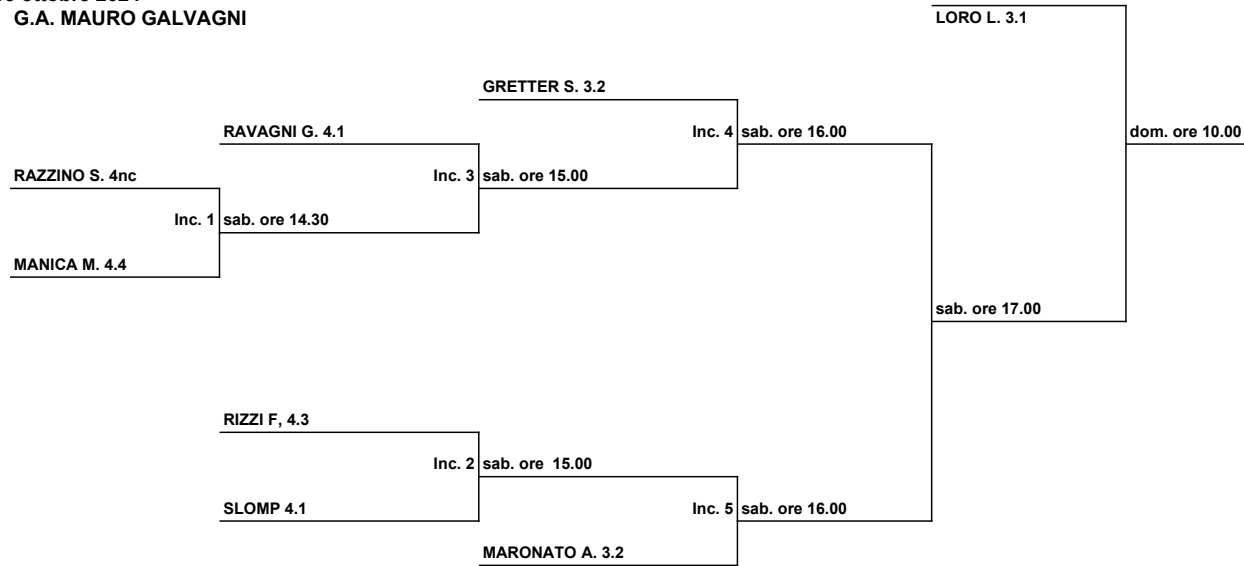 G.A. MAURO GALVAGNI
LORO L. 3.1
GRETTER S. 3.2
RAVAGNI G. 4.1
Inc. 4 sab. ore 16.00
dom. ore 10.00
RAZZINO S. 4nc
Inc. 3 sab. ore 15.00
Inc. 1 sab. ore 14.30
MANICA M. 4.4
sab. ore 17.00
RIZZI F, 4.3
Inc. 2 sab. ore  15.00
SLOMP 4.1
Inc. 5 sab. ore 16.00
MARONATO A. 3.2